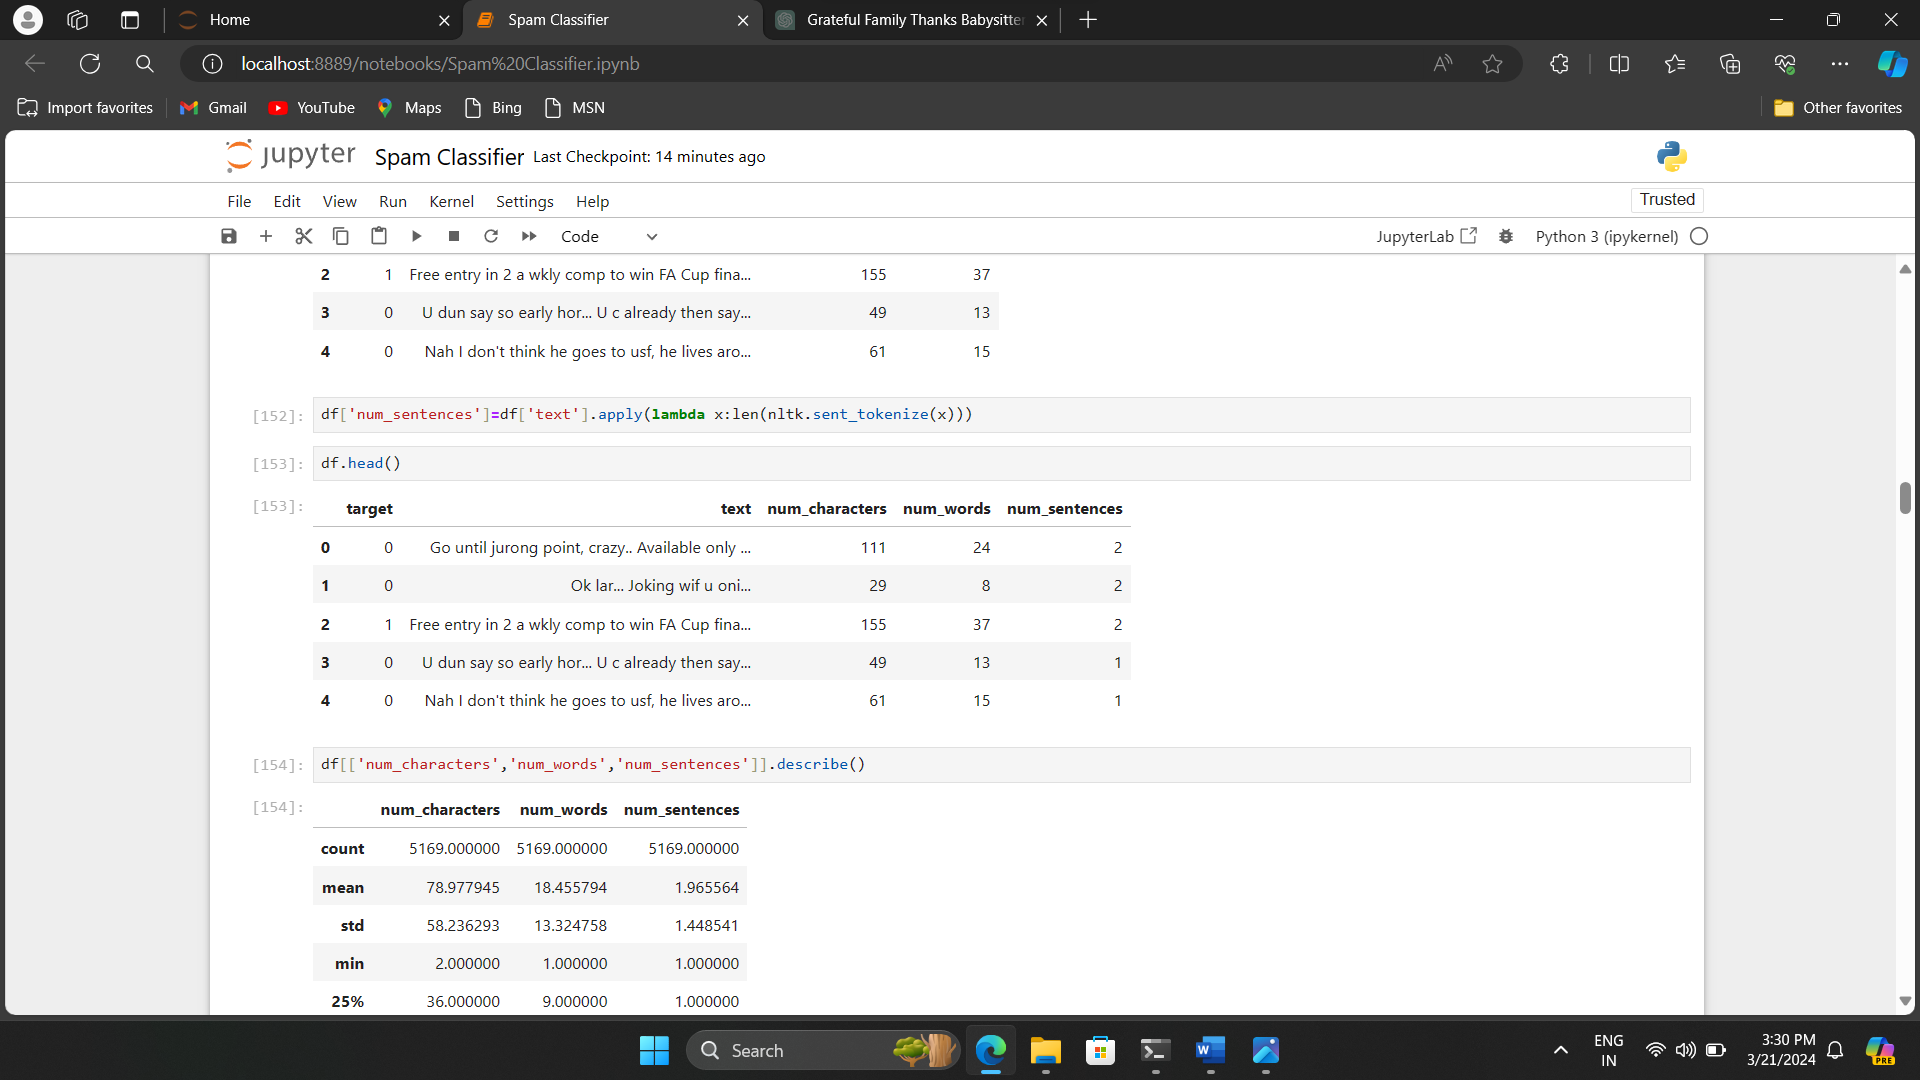 Home
Spam Classifier
Grateful Family Thanks Babysitter
localhost:8889/notebooks/Spam%20Classifier.ipynb
Import favorites
Gmail
YouTube
Maps
Bing
MSN
Other favorites
jupyter Spam Classifier Last Checkpoint: 14 minutes ago
File Edit View Run Kernel Settings Help
Trusted
Code
JupyterLab
Python 3 (ipykernel)
2 1 Free entry in 2 a wkly comp to win FA Cup fina... 155 37
3 0 U dun say so early hor... U c already then say... 49 13
4 0 Nah I don't think he goes to usf, he lives aro... 61 15
[152]: df['num_sentences']=df['text'].apply(lambda x:len(nltk.sent_tokenize(x)))
[153]: df.head()
[153]: target text num_characters num_words num_sentences
0 0 Go until jurong point, crazy.. Available only ... 111 24 2
1 0 Ok lar... Joking wif u oni... 29 8 2
2 1 Free entry in 2 a wkly comp to win FA Cup fina... 155 37 2
3 0 U dun say so early hor... U c already then say... 49 13 1
4 0 Nah I don't think he goes to usf, he lives aro... 61 15 1
[154]: df[['num_characters','num_words','num_sentences']].describe()
[154]: num_characters num_words num_sentences
count 5169.000000 5169.000000 5169.000000
mean 78.977945 18.455794 1.965564
std 58.236293 13.324758 1.448541
min 2.000000 1.000000 1.000000
25% 36.000000 9.000000 1.000000
Search
ENG
IN
3:30 PM
3/21/2024
PRE